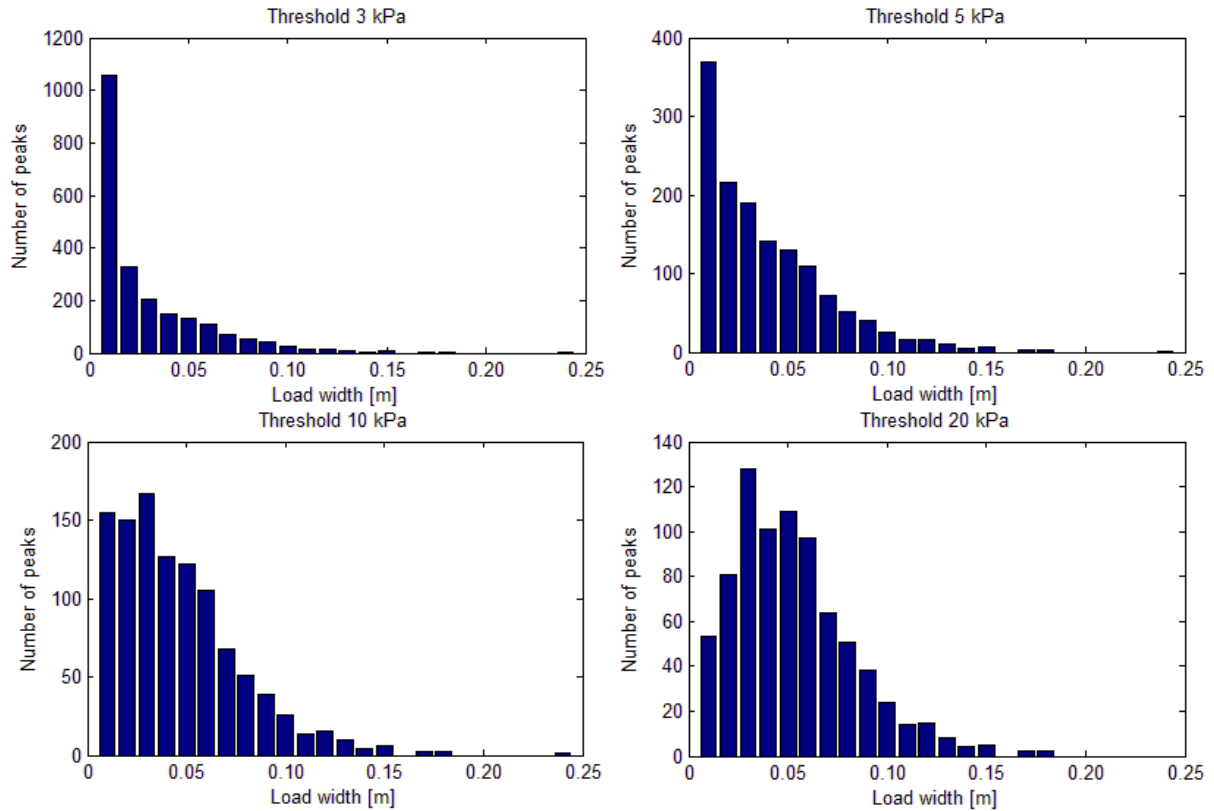 Threshold 3 kPa
1200
1000
800
600
400
200
0
Number of peaks
0 0.05 0.10 0.15 0.20 0.25
Load width [m]
Threshold 5 kPa
400
300
200
100
0
Number of peaks
0 0.05 0.10 0.15 0.20 0.25
Load width [m]
Threshold 10 kPa
200
150
100
50
0
Number of peaks
0 0.05 0.10 0.15 0.20 0.25
Load width [m]
Threshold 20 kPa
140
120
100
80
60
40
20
0
Number of peaks
0 0.05 0.10 0.15 0.20 0.25
Load width [m]